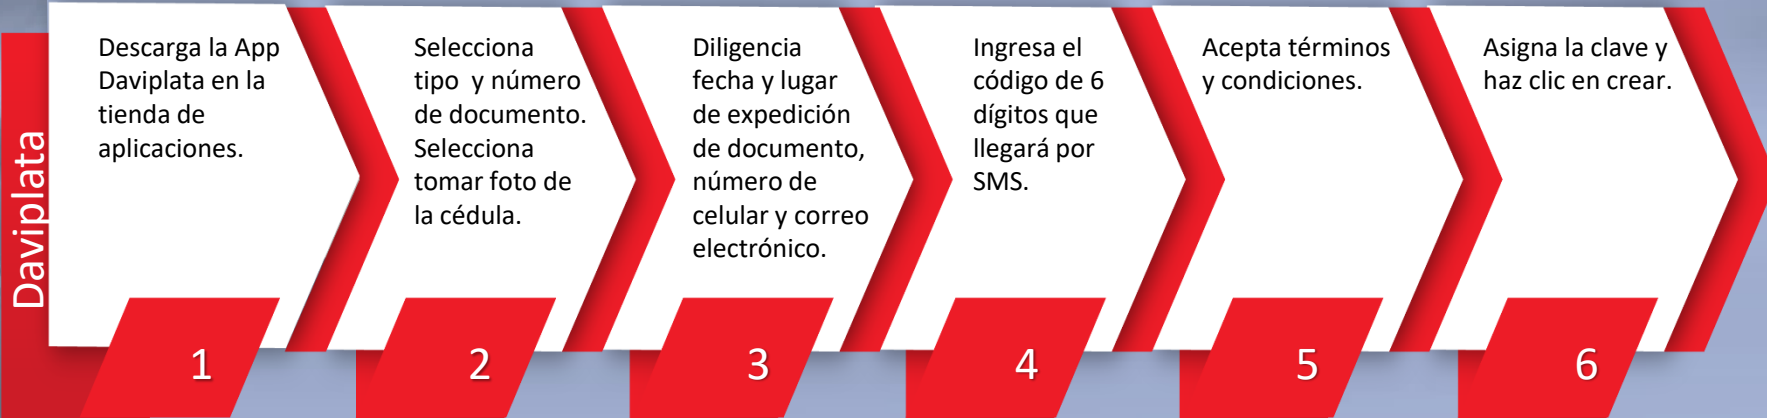 Daviplata
Descarga la App
Daviplata en la
tienda de
aplicaciones.
1
Selecciona
tipo y número
de documento.
Selecciona
tomar foto de
la cédula.
2
Diligencia
fecha y lugar
de expedición
de documento,
número de
celular y correo
electrónico.
3
Ingresa el
código de 6
dígitos que
llegará por
SMS.
4
Acepta términos
y condiciones.
5
Asigna la clave y
haz clic en crear.
6